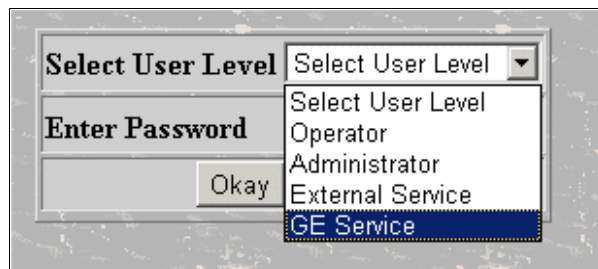 Select User Level Select User Level
Select User Level
Enter Password
Operator
Administrator
Okay
External Service
GE Service